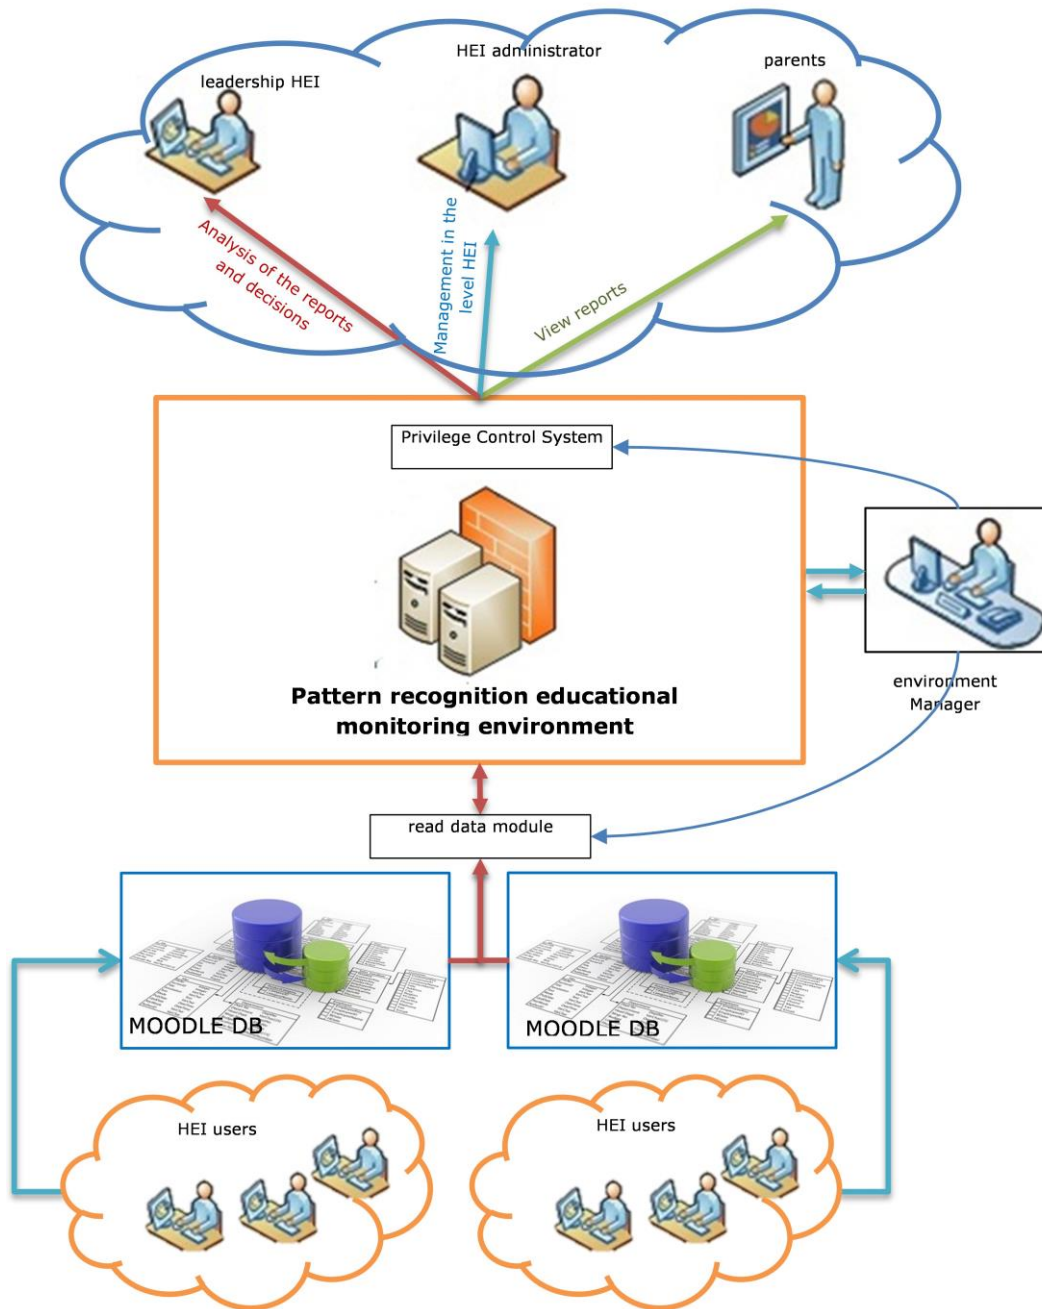 HEI administrator
leadership HEI
parents
Analysis of the reports
and decisions
Management in the
level HEI
View reports
Privilege Control System
Pattern recognition educational
monitoring environment
environment
Manager
read data module
MOODLE DB
MOODLE DB
HEI users
HEI users